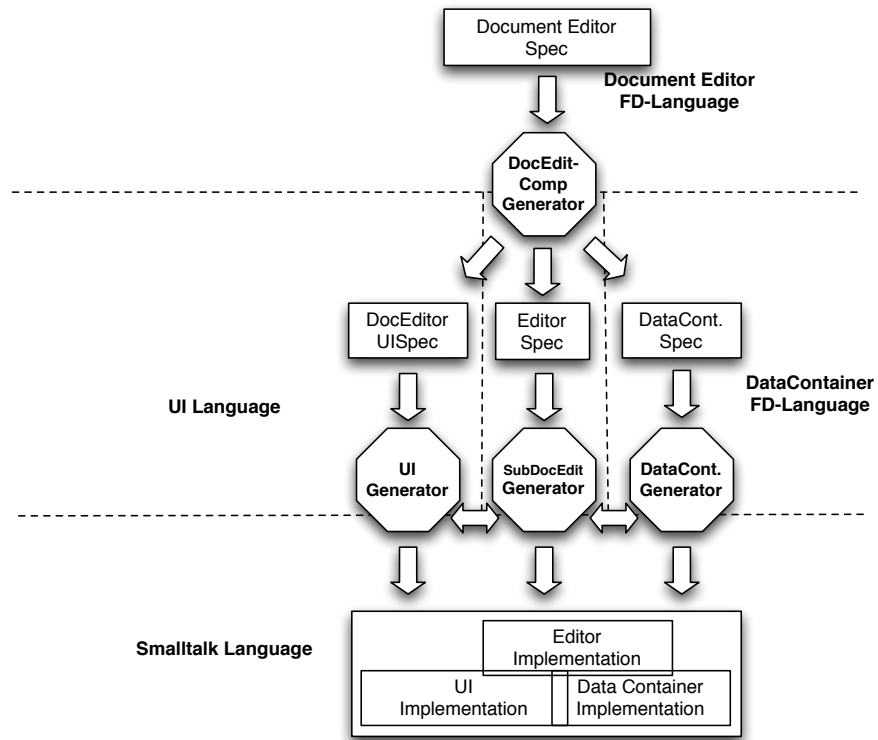 Document Editor
Spec
Document Editor
FD-Language
DocEdit-
Comp
Generator
DocEditor
UISpec
Editor
Spec
DataCont.
Spec
UI Language
DataContainer
FD-Language
UI
Generator
SubDocEdit
Generator
DataCont.
Generator
Smalltalk Language
Editor
Implementation
UI
Implementation
Data Container
Implementation